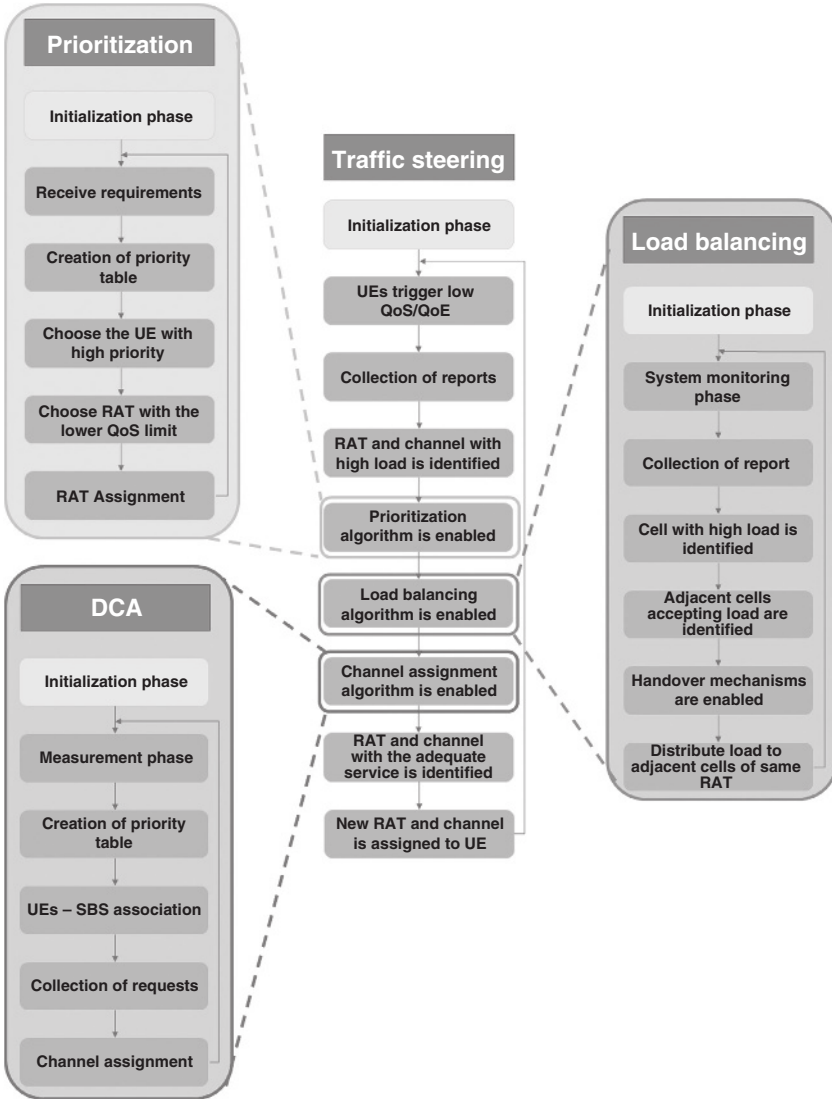 Prioritization
Initialization phase
Receive requirements
Creation of priority
table
Choose the UE with
high priority
Choose RAT with the
lower QoS limit
RAT Assignment
Traffic steering
Initialization phase
UEs trigger low
QoS/QoE
Collection of reports
RAT and channel with
high load is identified
Prioritization
algorithm is enabled
Load balancing
algorithm is enabled
Channel assignment
algorithm is enabled
RAT and channel
with the adequate
service is identified
New RAT and channel
is assigned to UE
Load balancing
Initialization phase
System monitoring
phase
Collection of report
Cell with high load is
identified
Adjacent cells
accepting load are
identified
Handover mechanisms
are enabled
Distribute load to
adjacent cells of same
RAT
DCA
Initialization phase
Measurement phase
Creation of priority
table
UEs – SBS association
Collection of requests
Channel assignment